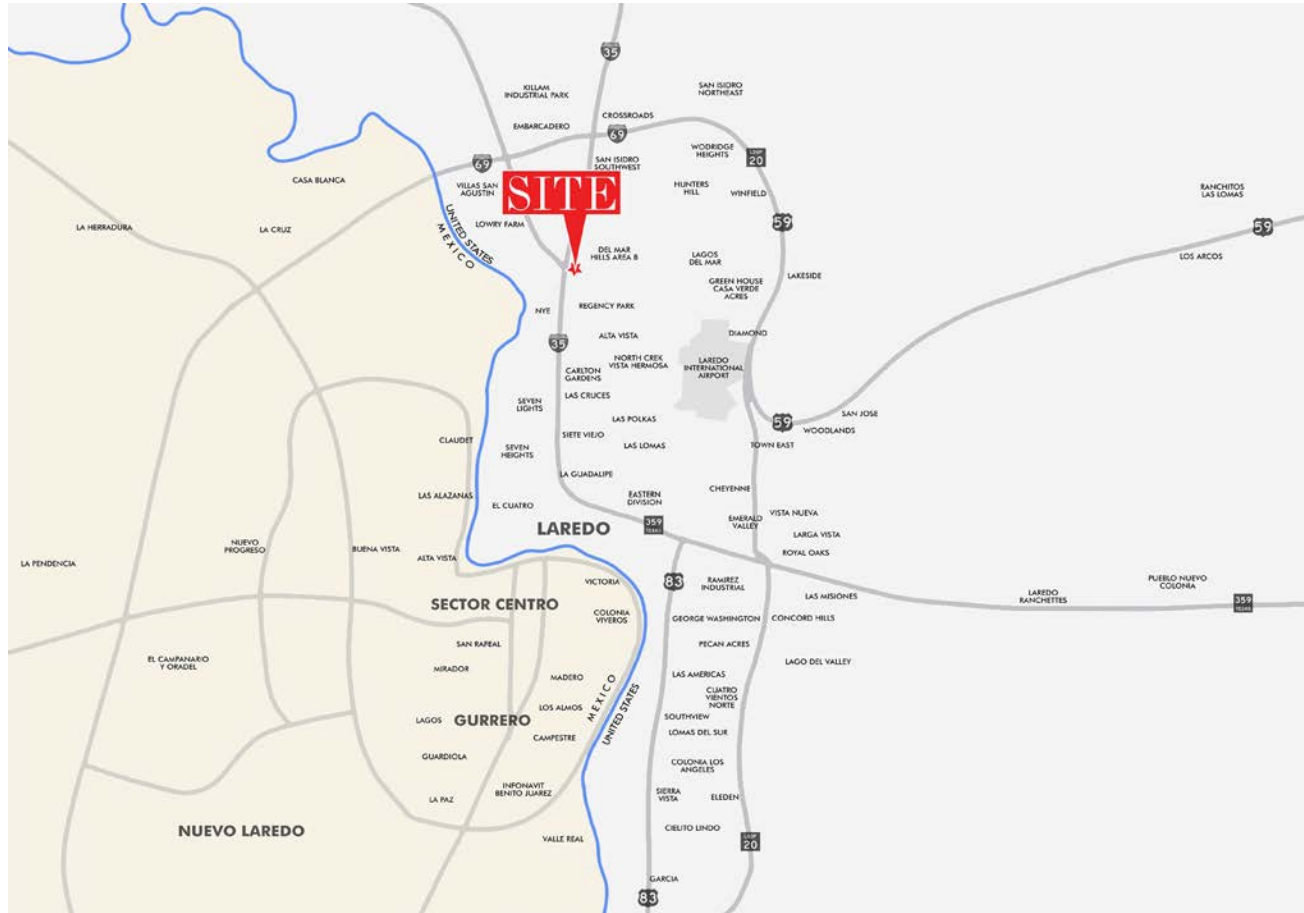 35
KILLAM
INDUSTRIAL PARK
SAN ISIDRO
NORTHEAST
CROSSROADS
EMBARCADERO
69
69
WODRIDGE
HEIGHTS
LOOP
20
SAN ISIDRO
SOUTHWEST
CASA BLANCA
VILLAS SAN
AGUSTIN
HUNTERS
HILL
WINFIELD
RANCHITOS
LAS LOMAS
SITE
LA HERRADURA
LA CRUZ
UNITED STATES
MEXICO
LOWRY FARM
59
59
DEL MAR
HILLS AREA B
LAGOS
DEL MAR
LOS ARCOS
LAKESIDE
GREEN HOUSE
CASA VERDE
ACRES
NYE
REGENCY PARK
35
ALTA VISTA
DIAMOND
NORTH CREK
VISTA HERMOSA
LAREDO
INTERNATIONAL
AIRPORT
CARLTON
GARDENS
LAS CRUCES
SEVEN
LIGHTS
LAS POLKAS
59
SAN JOSE
WOODLANDS
CLAUDET
SIETE VIEJO
SEVEN
HEIGHTS
LAS LOMAS
TOWN EAST
LA GUADALIPE
LAS ALAZANAS
EL CUATRO
EASTERN
DIVISION
CHEYENNE
LAREDO
359
TEXAS
EMERALD
VALLEY
VISTA NUEVA
LARGA VISTA
ROYAL OAKS
NUEVO
PROGRESO
BUENA VISTA
ALTA VISTA
LA PENDENCIA
VICTORIA
83
RAMIREZ
INDUSTRIAL
PUEBLO NUEVO
COLONIA
LAS MISIONES
LAREDO
RANCHETTES
359
TEXAS
SECTOR CENTRO
COLONIA
VIVEROS
GEORGE WASHINGTON
CONCORD HILLS
SAN RAFEAL
PECAN ACRES
EL CAMPANARIO
Y ORADEL
MIRADOR
MADERO
LAS AMERICAS
LAGO DEL VALLEY
MEXICO
UNITED STATES
CUATRO
VIENTOS
NORTE
LAGOS
GURRERO
LOS ALMOS
SOUTHVIEW
LOMAS DEL SUR
CAMPESTRE
GUARDIOLA
COLONIA LOS
ANGELES
LA PAZ
INFONAVIT
BENITO JUAREZ
SIERRA
VISTA
ELEDEN
NUEVO LAREDO
VALLE REAL
CIELITO LINDO
LOOP
20
GARCIA
83